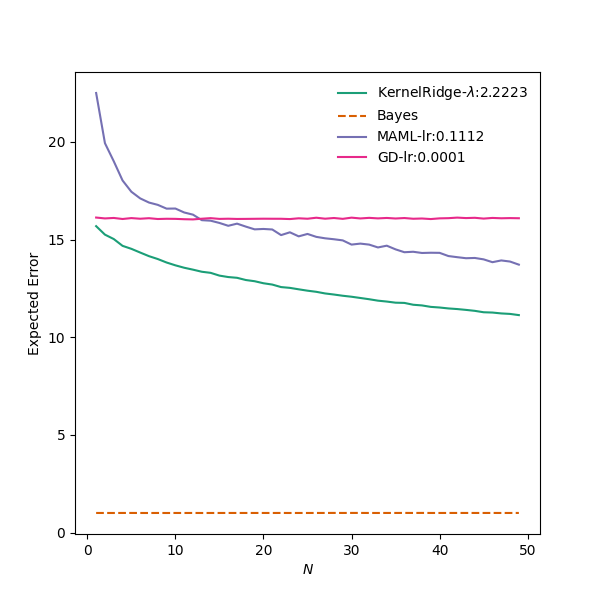 KernelRidge-λ:2.2223
Bayes
MAML-lr:0.1112
GD-lr:0.0001
20
15
10
5
0
Expected Error
0 10 20 30 40 50
N